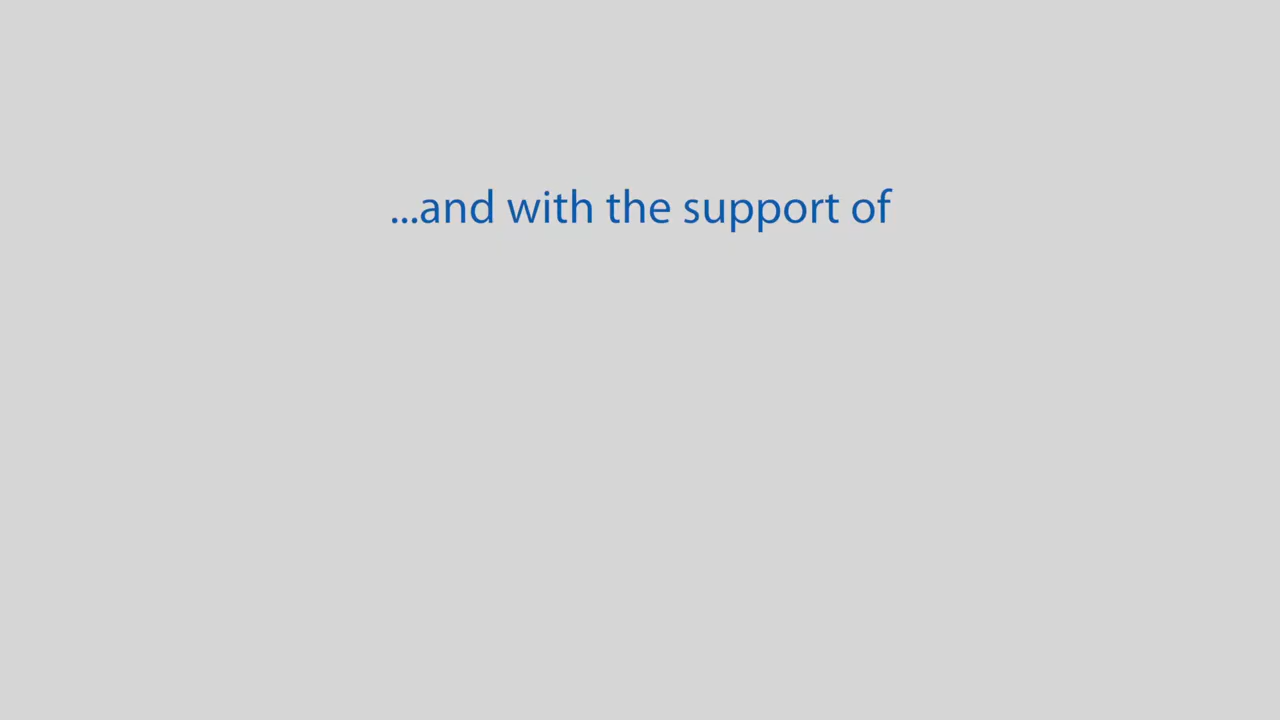 ...and with the support of